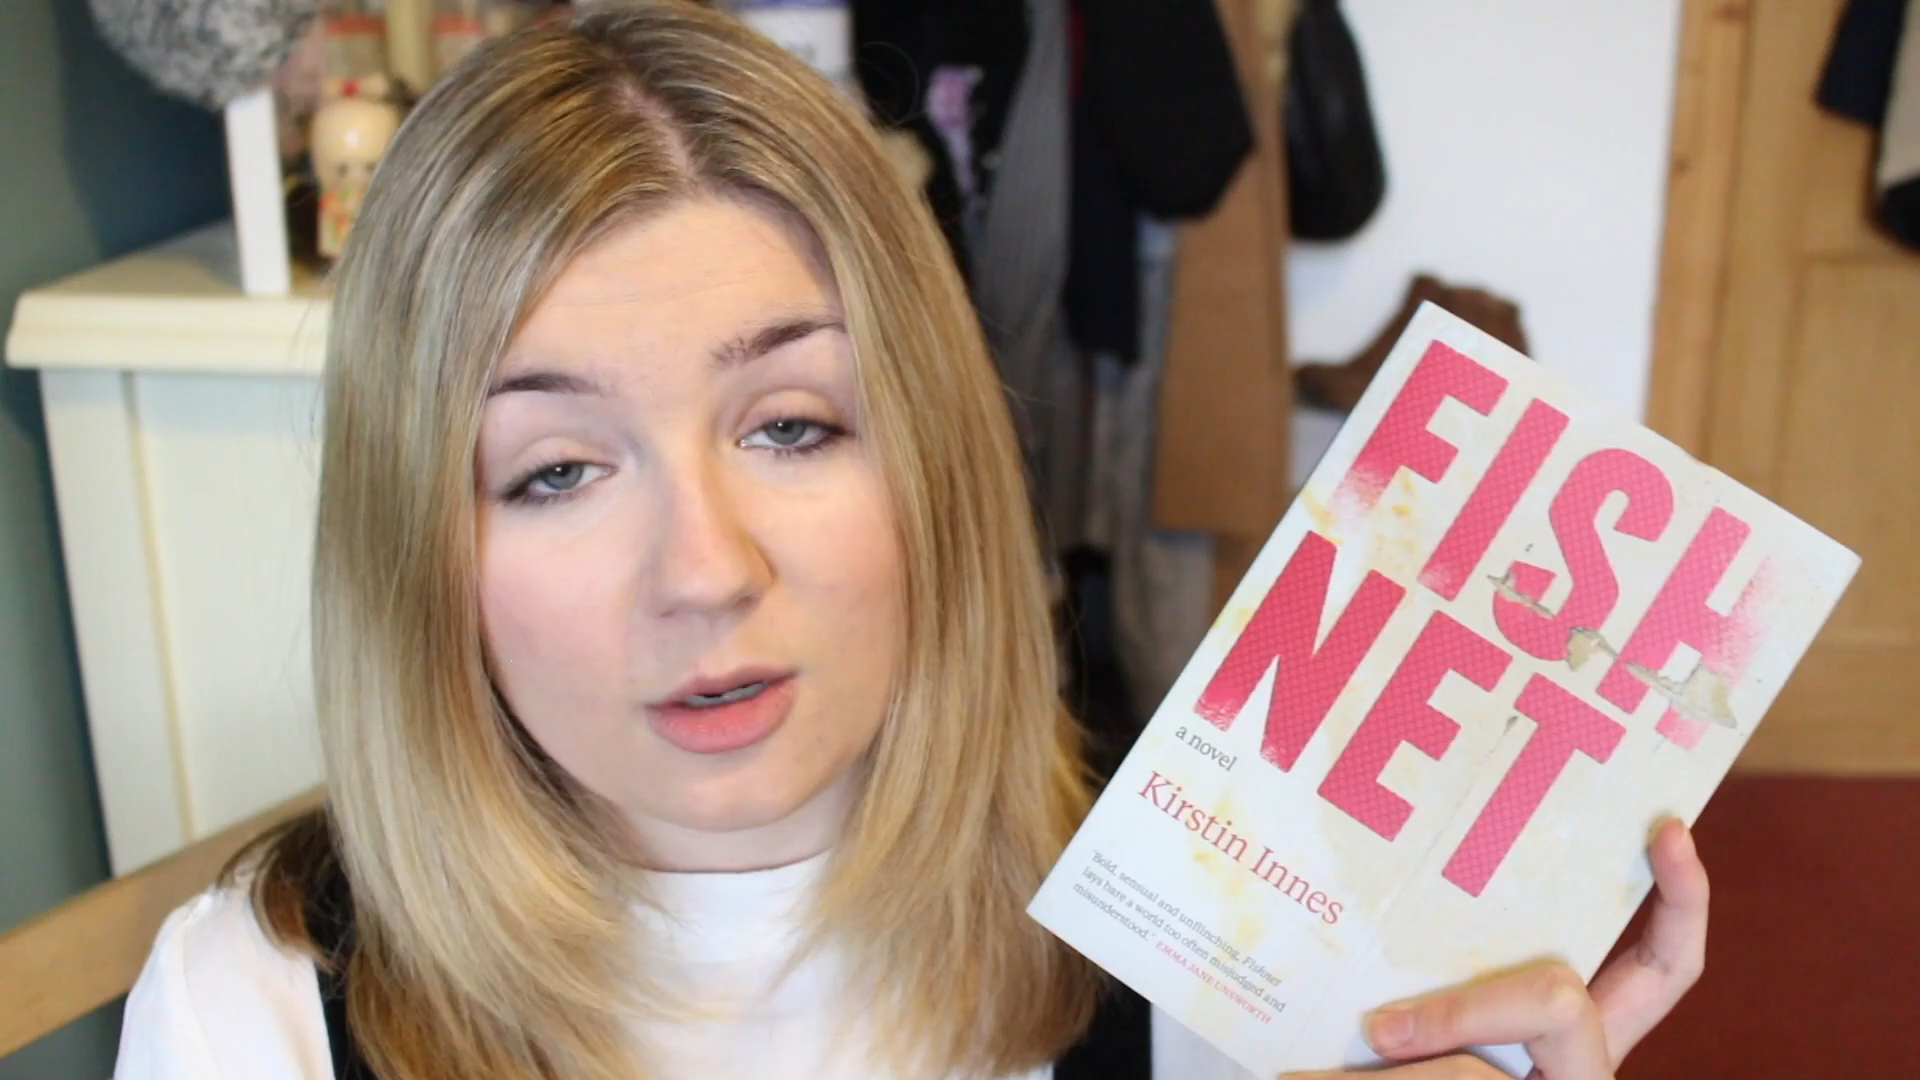 FISH
NET
a novel
Kirstin Innes
'Bold, sensual and unflinching, Fishnet
lays bare a world too often misjudged and
misunderstood.' EMMA JANE UNSWORTH